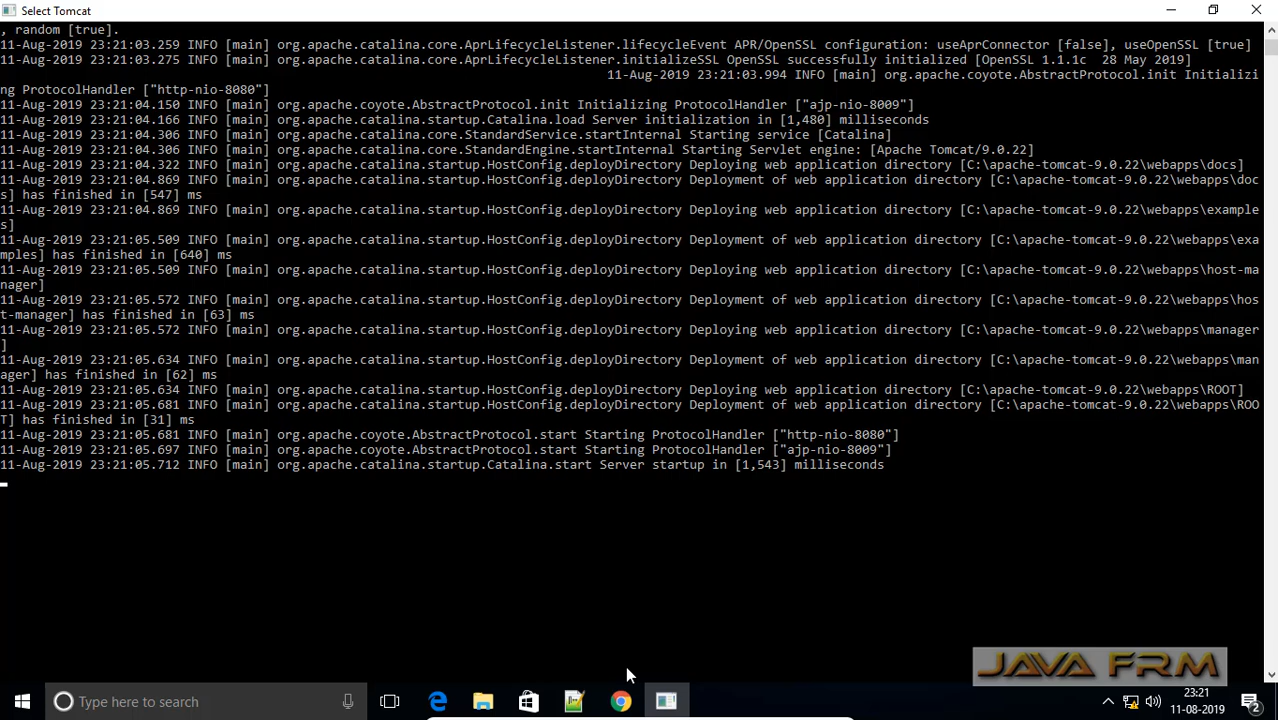 Select Tomcat
, random [true].
11-Aug-2019 23:21:03.259 INFO [main] org.apache.catalina.core.AprLifecycleListener.lifecycleEvent APR/OpenSSL configuration: useAprConnector [false], useOpenSSL [true]
11-Aug-2019 23:21:03.275 INFO [main] org.apache.catalina.core.AprLifecycleListener.initializeSSL OpenSSL successfully initialized [OpenSSL 1.1.1c  28 May 2019]
11-Aug-2019 23:21:03.994 INFO [main] org.apache.coyote.AbstractProtocol.init Initializi
ng ProtocolHandler ["http-nio-8080"]
11-Aug-2019 23:21:04.150 INFO [main] org.apache.coyote.AbstractProtocol.init Initializing ProtocolHandler ["ajp-nio-8009"]
11-Aug-2019 23:21:04.166 INFO [main] org.apache.catalina.startup.Catalina.load Server initialization in [1,480] milliseconds
11-Aug-2019 23:21:04.306 INFO [main] org.apache.catalina.core.StandardService.startInternal Starting service [Catalina]
11-Aug-2019 23:21:04.306 INFO [main] org.apache.catalina.core.StandardEngine.startInternal Starting Servlet engine: [Apache Tomcat/9.0.22]
11-Aug-2019 23:21:04.322 INFO [main] org.apache.catalina.startup.HostConfig.deployDirectory Deploying web application directory [C:\apache-tomcat-9.0.22\webapps\docs]
11-Aug-2019 23:21:04.869 INFO [main] org.apache.catalina.startup.HostConfig.deployDirectory Deployment of web application directory [C:\apache-tomcat-9.0.22\webapps\doc
s] has finished in [547] ms
11-Aug-2019 23:21:04.869 INFO [main] org.apache.catalina.startup.HostConfig.deployDirectory Deploying web application directory [C:\apache-tomcat-9.0.22\webapps\example
s]
11-Aug-2019 23:21:05.509 INFO [main] org.apache.catalina.startup.HostConfig.deployDirectory Deployment of web application directory [C:\apache-tomcat-9.0.22\webapps\exa
mples] has finished in [640] ms
11-Aug-2019 23:21:05.509 INFO [main] org.apache.catalina.startup.HostConfig.deployDirectory Deploying web application directory [C:\apache-tomcat-9.0.22\webapps\host-ma
nager]
11-Aug-2019 23:21:05.572 INFO [main] org.apache.catalina.startup.HostConfig.deployDirectory Deployment of web application directory [C:\apache-tomcat-9.0.22\webapps\hos
t-manager] has finished in [63] ms
11-Aug-2019 23:21:05.572 INFO [main] org.apache.catalina.startup.HostConfig.deployDirectory Deploying web application directory [C:\apache-tomcat-9.0.22\webapps\manager
]
11-Aug-2019 23:21:05.634 INFO [main] org.apache.catalina.startup.HostConfig.deployDirectory Deployment of web application directory [C:\apache-tomcat-9.0.22\webapps\man
ager] has finished in [62] ms
11-Aug-2019 23:21:05.634 INFO [main] org.apache.catalina.startup.HostConfig.deployDirectory Deploying web application directory [C:\apache-tomcat-9.0.22\webapps\ROOT]
11-Aug-2019 23:21:05.681 INFO [main] org.apache.catalina.startup.HostConfig.deployDirectory Deployment of web application directory [C:\apache-tomcat-9.0.22\webapps\ROO
T] has finished in [31] ms
11-Aug-2019 23:21:05.681 INFO [main] org.apache.coyote.AbstractProtocol.start Starting ProtocolHandler ["http-nio-8080"]
11-Aug-2019 23:21:05.697 INFO [main] org.apache.coyote.AbstractProtocol.start Starting ProtocolHandler ["ajp-nio-8009"]
11-Aug-2019 23:21:05.712 INFO [main] org.apache.catalina.startup.Catalina.start Server startup in [1,543] milliseconds
JAVA FRM
Type here to search
23:21
11-08-2019
2